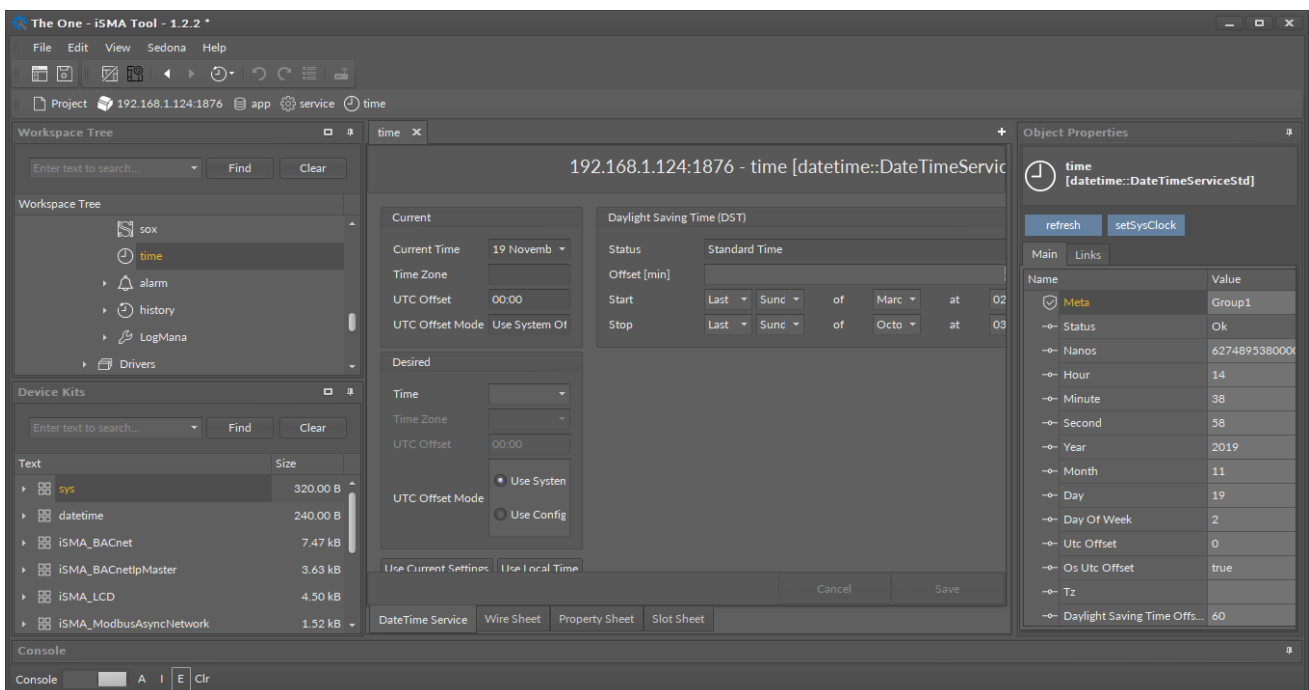 The One - iSMA Tool - 1.2.2 *
File Edit View Sedona Help
Project 192.168.1.124:1876 app service time
Workspace Tree
Enter text to search... Find Clear
Workspace Tree
sox
time
alarm
history
LogMana
Drivers
Device Kits
Enter text to search... Find Clear
Text Size
sys 320.00 B
datetime 240.00 B
iSMA_BACnet 7.47 kB
iSMA_BACnetIpMaster 3.63 kB
iSMA_LCD 4.50 kB
iSMA_ModbusAsyncNetwork 1.52 kB
time
192.168.1.124:1876 - time [datetime::DateTimeServic
Current
Current Time 19 Novemb
Time Zone
UTC Offset 00:00
UTC Offset Mode Use System Of
Daylight Saving Time (DST)
Status Standard Time
Offset [min]
Start Last Sund of Marc at 02
Stop Last Sund of Octo at 03
Desired
Time
Time Zone
UTC Offset 00:00
UTC Offset Mode
Use System
Use Config
Use Current Settings Use Local Time
Cancel Save
DateTime Service Wire Sheet Property Sheet Slot Sheet
Object Properties
time
[datetime::DateTimeServiceStd]
refresh setSysClock
Main Links
Name Value
Meta Group1
Status Ok
Nanos 6274895380000
Hour 14
Minute 38
Second 58
Year 2019
Month 11
Day 19
Day Of Week 2
Utc Offset 0
Os Utc Offset true
Tz
Daylight Saving Time Offs... 60
Console
Console A I E Clr